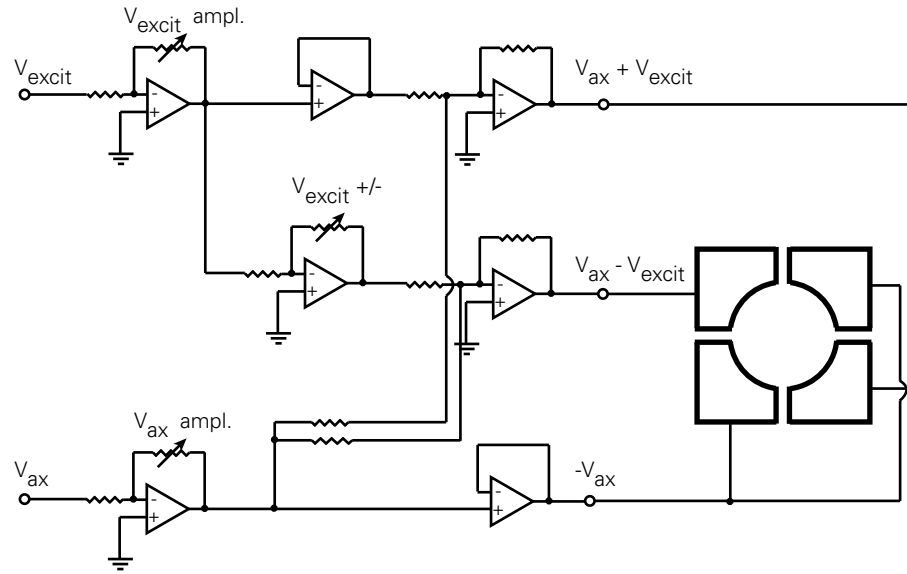 V_excit ampl.
V_excit
V_ax + V_excit
V_excit +/-
V_ax - V_excit
V_ax ampl.
V_ax
-V_ax
-
+
-
+
-
+
-
+
-
+
-
+
-
+